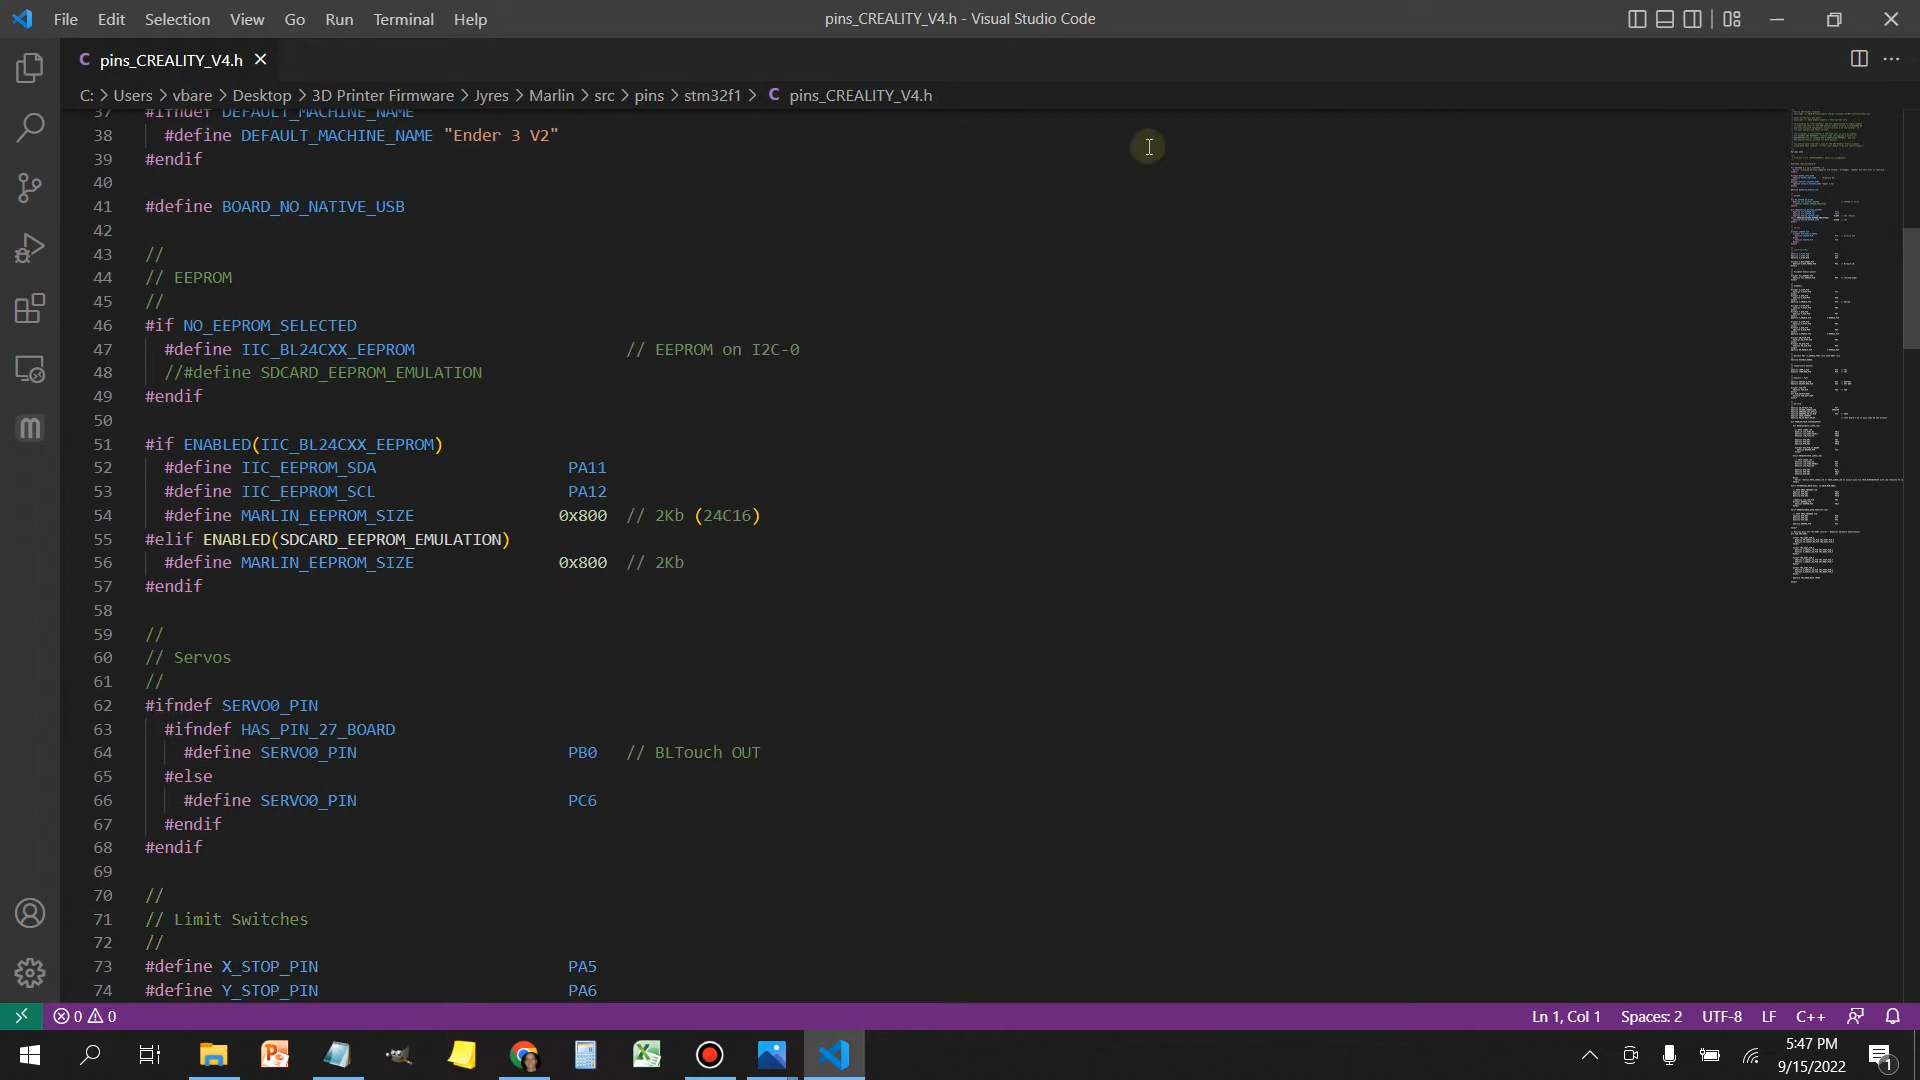 File Edit Selection View Go Run Terminal Help
pins_CREALITY_V4.h - Visual Studio Code
C pins_CREALITY_V4.h
C: > Users > vbare > Desktop > 3D Printer Firmware > Jyres > Marlin > src > pins > stm32f1 > C pins_CREALITY_V4.h
37 #ifndef DEFAULT_MACHINE_NAME
38 #define DEFAULT_MACHINE_NAME "Ender 3 V2"
39 #endif
40
41 #define BOARD_NO_NATIVE_USB
42
43 //
44 // EEPROM
45 //
46 #if NO_EEPROM_SELECTED
47 #define IIC_BL24CXX_EEPROM // EEPROM on I2C-0
48 //#define SDCARD_EEPROM_EMULATION
49 #endif
50
51 #if ENABLED(IIC_BL24CXX_EEPROM)
52 #define IIC_EEPROM_SDA PA11
53 #define IIC_EEPROM_SCL PA12
54 #define MARLIN_EEPROM_SIZE 0x800 // 2Kb (24C16)
55 #elif ENABLED(SDCARD_EEPROM_EMULATION)
56 #define MARLIN_EEPROM_SIZE 0x800 // 2Kb
57 #endif
58
59 //
60 // Servos
61 //
62 #ifndef SERVO0_PIN
63 #ifndef HAS_PIN_27_BOARD
64 #define SERVO0_PIN PB0 // BLTouch OUT
65 #else
66 #define SERVO0_PIN PC6
67 #endif
68 #endif
69
70 //
71 // Limit Switches
72 //
73 #define X_STOP_PIN PA5
74 #define Y_STOP_PIN PA6
0 0
Ln 1, Col 1 Spaces: 2 UTF-8 LF C++
5:47 PM
9/15/2022
1